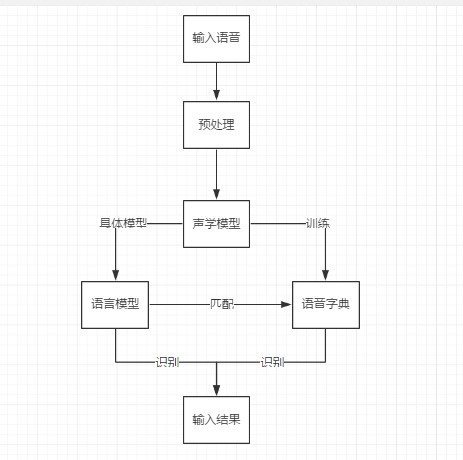 输入语音
预处理
具体模型
声学模型
训练
语言模型
匹配
语音字典
识别
识别
输入结果